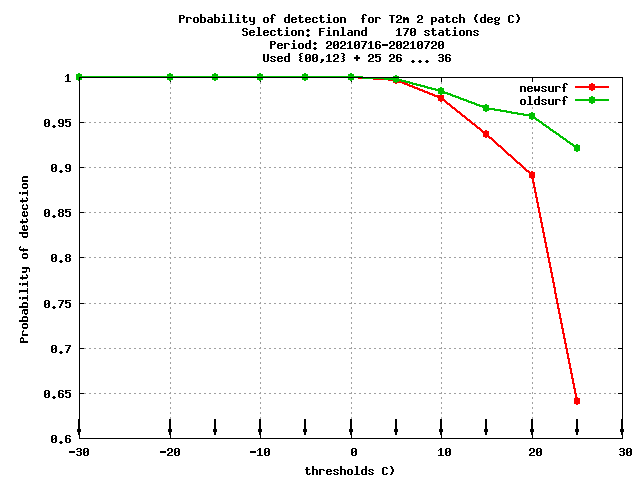 Probability of detection  for T2m 2 patch (deg C)
Selection: Finland    170 stations
Period: 20210716-20210720
Used {00,12} + 25 26 ... 36
newsurf
oldsurf
1
0.95
0.9
0.85
0.8
0.75
0.7
0.65
0.6
Probability of detection
-30 -20 -10 0 10 20 30
thresholds C)